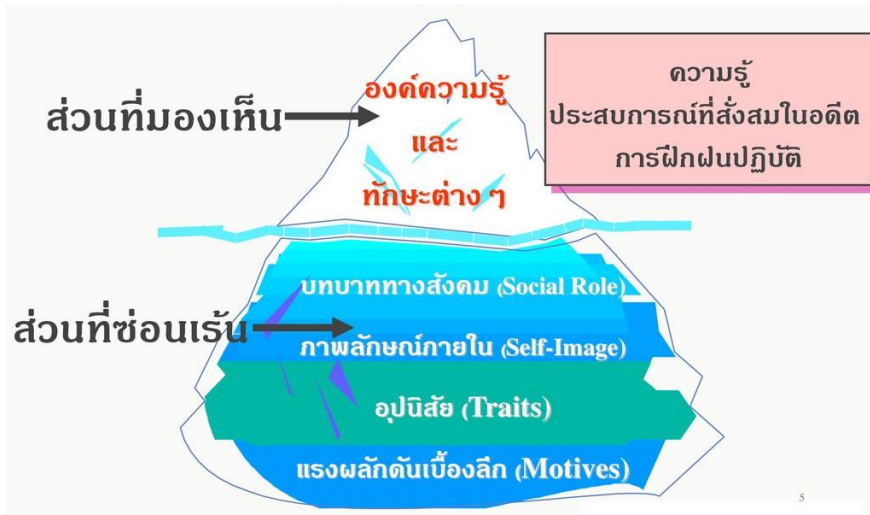 องค์ความรู้
และ
ทักษะต่าง ๆ
ส่วนที่มองเห็น
ความรู้
ประสบการณ์ที่สั่งสมในอดีต
การฝึกฝนปฏิบัติ
บทบาททางสังคม (Social Role)
ส่วนที่ซ่อนเร้น
ภาพลักษณ์ภายใน (Self-Image)
อุปนิสัย (Traits)
แรงผลักดันเบื้องลึก (Motives)
5